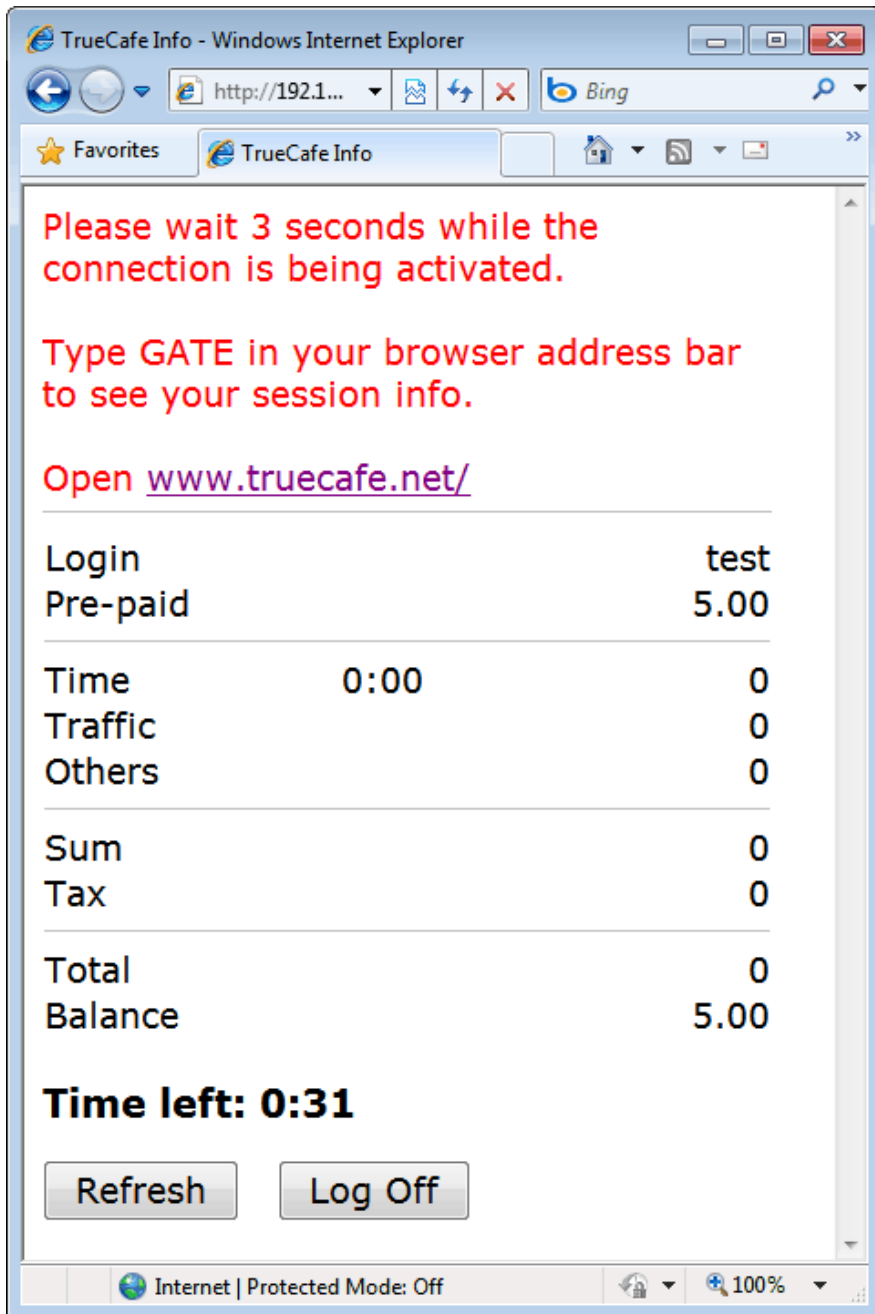 TrueCafe Info - Windows Internet Explorer
http://192.1... Bing
Favorites TrueCafe Info »
Please wait 3 seconds while the
connection is being activated.
Type GATE in your browser address bar
to see your session info.
Open www.truecafe.net/
Login test
Pre-paid 5.00
Time 0:00 0
Traffic 0
Others 0
Sum 0
Tax 0
Total 0
Balance 5.00
Time left: 0:31
Refresh Log Off
Internet | Protected Mode: Off 100%